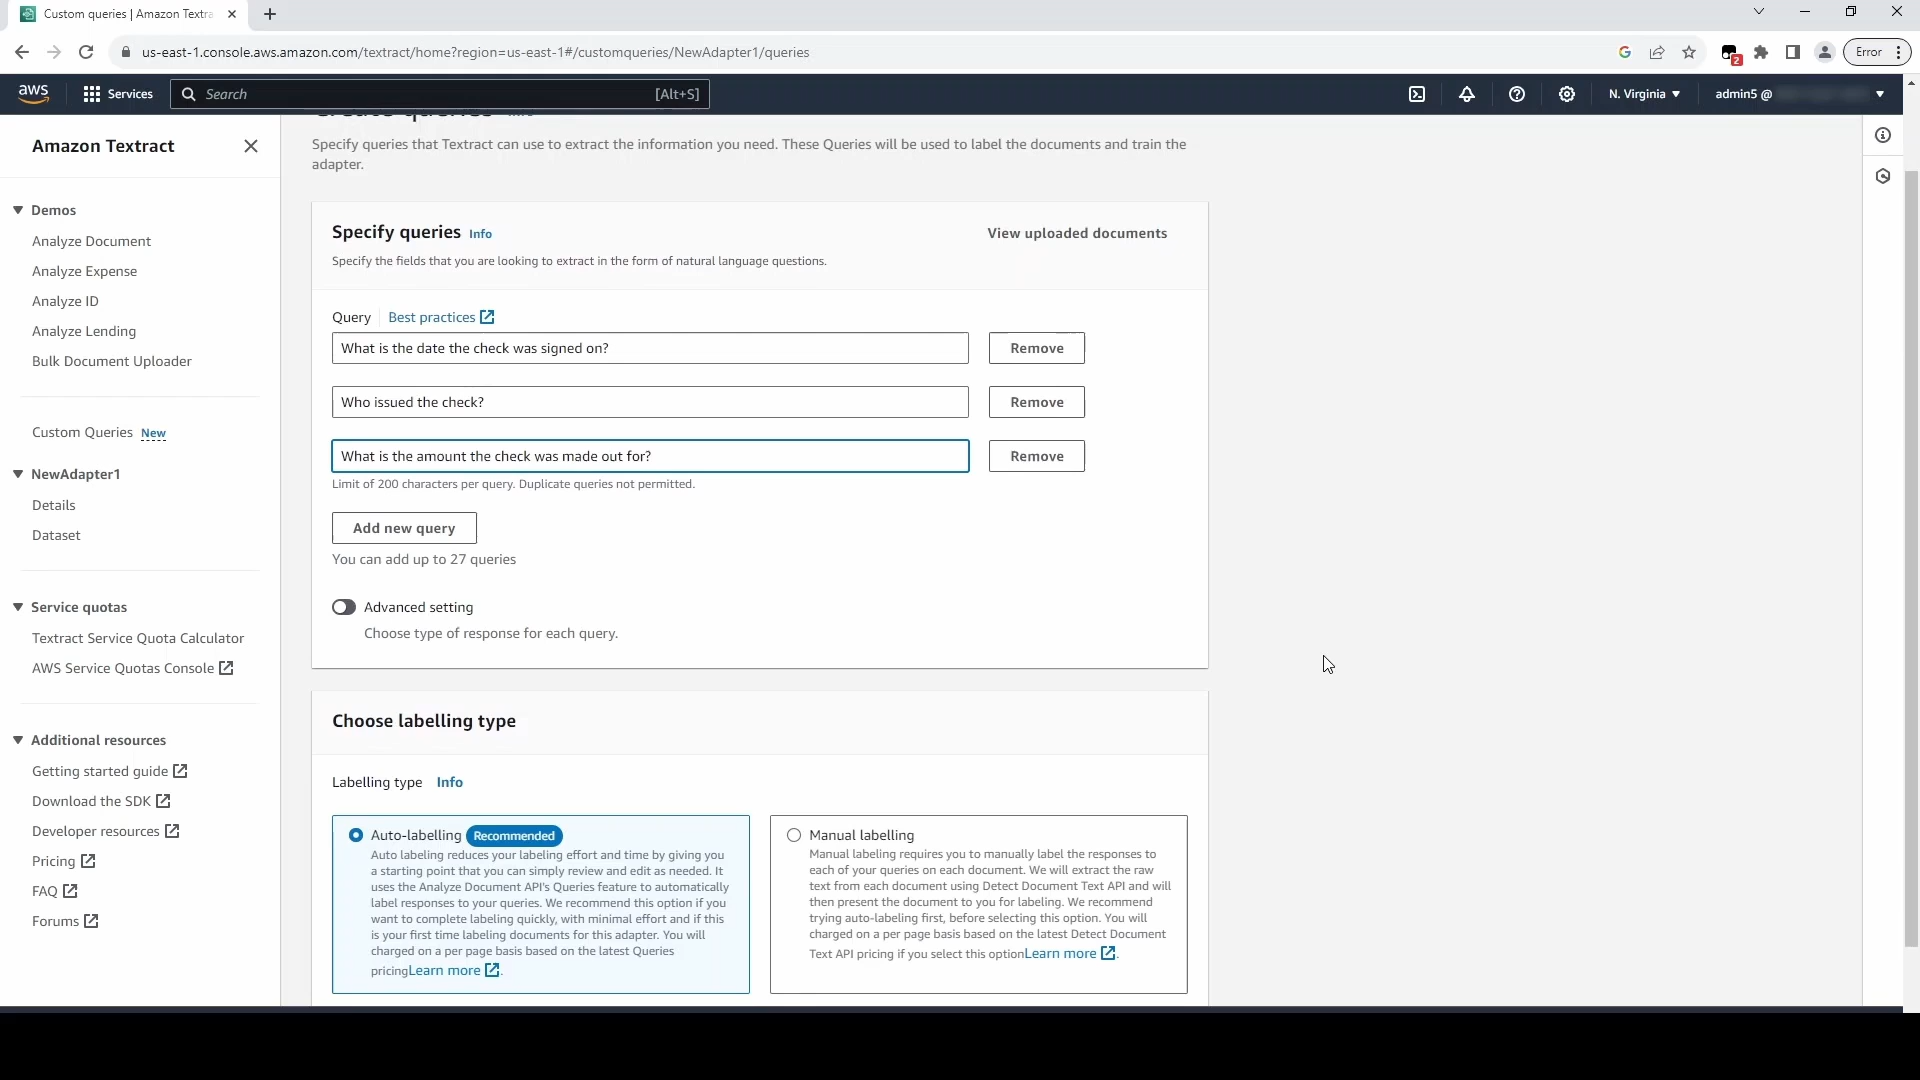 Custom queries | Amazon Textra
us-east-1.console.aws.amazon.com/textract/home?region=us-east-1#/customqueries/NewAdapter1/queries
2
Error
aws
Services
Search
[Alt+S]
N. Virginia
admin5 @
Amazon Textract
Demos
Analyze Document
Analyze Expense
Analyze ID
Analyze Lending
Bulk Document Uploader
Custom Queries New
NewAdapter1
Details
Dataset
Service quotas
Textract Service Quota Calculator
AWS Service Quotas Console
Additional resources
Getting started guide
Download the SDK
Developer resources
Pricing
FAQ
Forums
Create queries Info
Specify queries that Textract can use to extract the information you need. These Queries will be used to label the documents and train the
adapter.
Specify queries Info
View uploaded documents
Specify the fields that you are looking to extract in the form of natural language questions.
Query Best practices
What is the date the check was signed on?
Remove
Who issued the check?
Remove
What is the amount the check was made out for?
Remove
Limit of 200 characters per query. Duplicate queries not permitted.
Add new query
You can add up to 27 queries
Advanced setting
Choose type of response for each query.
Choose labelling type
Labelling type Info
Auto-labelling Recommended
Auto labeling reduces your labeling effort and time by giving you
a starting point that you can simply review and edit as needed. It
uses the Analyze Document API's Queries feature to automatically
label responses to your queries. We recommend this option if you
want to complete labeling quickly, with minimal effort and if this
is your first time labeling documents for this adapter. You will
charged on a per page basis based on the latest Queries
pricingLearn more .
Manual labelling
Manual labeling requires you to manually label the responses to
each of your queries on each document. We will extract the raw
text from each document using Detect Document Text API and will
then present the document to you for labeling. We recommend
trying auto-labeling first, before selecting this option. You will
charged on a per page basis based on the latest Detect Document
Text API pricing if you select this optionLearn more .